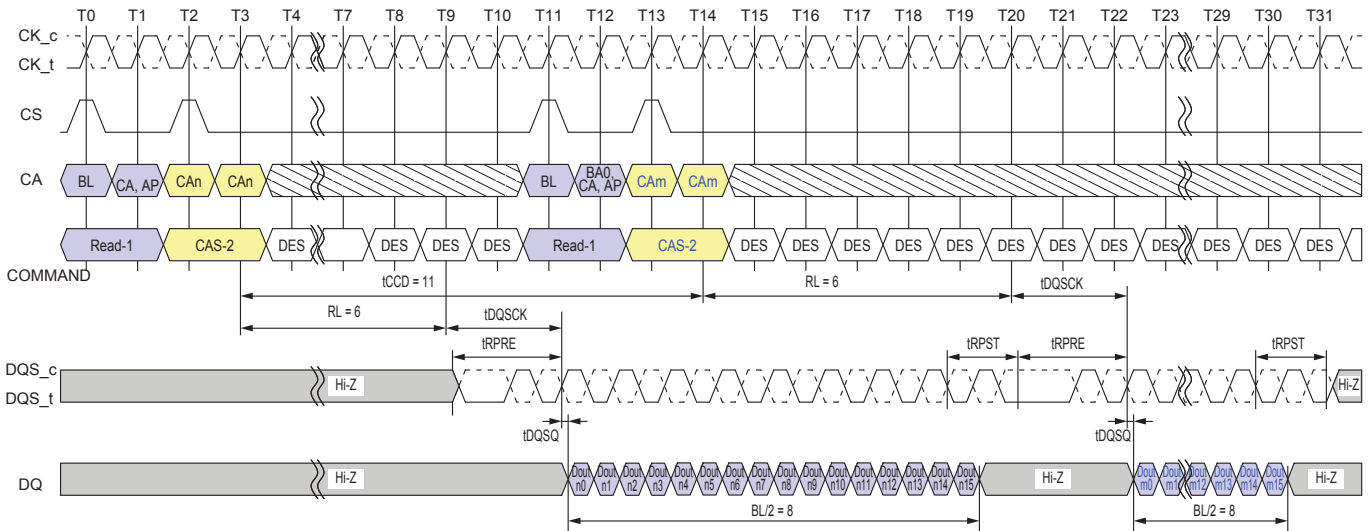 T0 T1 T2 T3 T4 T7 T8 T9 T10 T11 T12 T13 T14 T15 T16 T17 T18 T19 T20 T21 T22 T23 T29 T30 T31
CK_c
CK_t
CS
CA BL CA, AP CAn CAn BL BA0, CA, AP CAm CAm
Read-1 CAS-2 DES DES DES DES Read-1 CAS-2 DES DES DES DES DES DES DES DES DES DES DES DES
COMMAND
tCCD = 11 RL = 6 tDQSCK
RL = 6 tDQSCK
tRPRE tRPST tRPRE tRPST
DQS_c
DQS_t
Hi-Z Hi-Z
tDQSQ tDQSQ
DQ Hi-Z Dout n0 Dout n1 Dout n2 Dout n3 Dout n4 Dout n5 Dout n6 Dout n7 Dout n8 Dout n9 Dout n10 Dout n11 Dout n12 Dout n13 Dout n14 Dout n15 Hi-Z Dout m0 Dout m1 Dout m12 Dout m13 Dout m14 Dout m15 Hi-Z
BL/2 = 8 BL/2 = 8